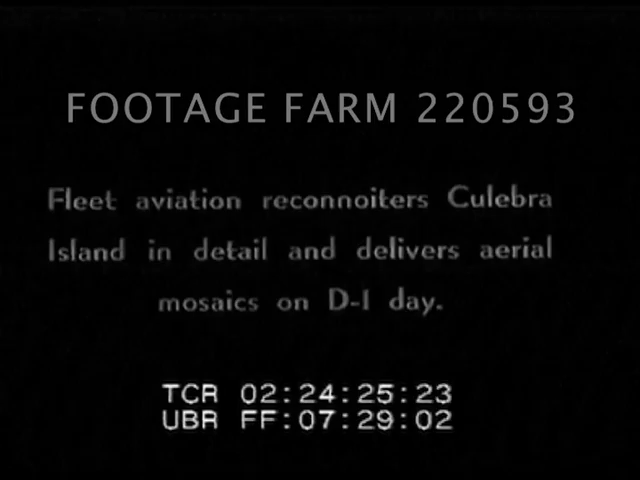 FOOTAGE FARM 220593
Fleet aviation reconnoiters Culebra
Island in detail and delivers aerial
mosaics on D-1 day.
TCR 02:24:25:23
UBR FF:07:29:02